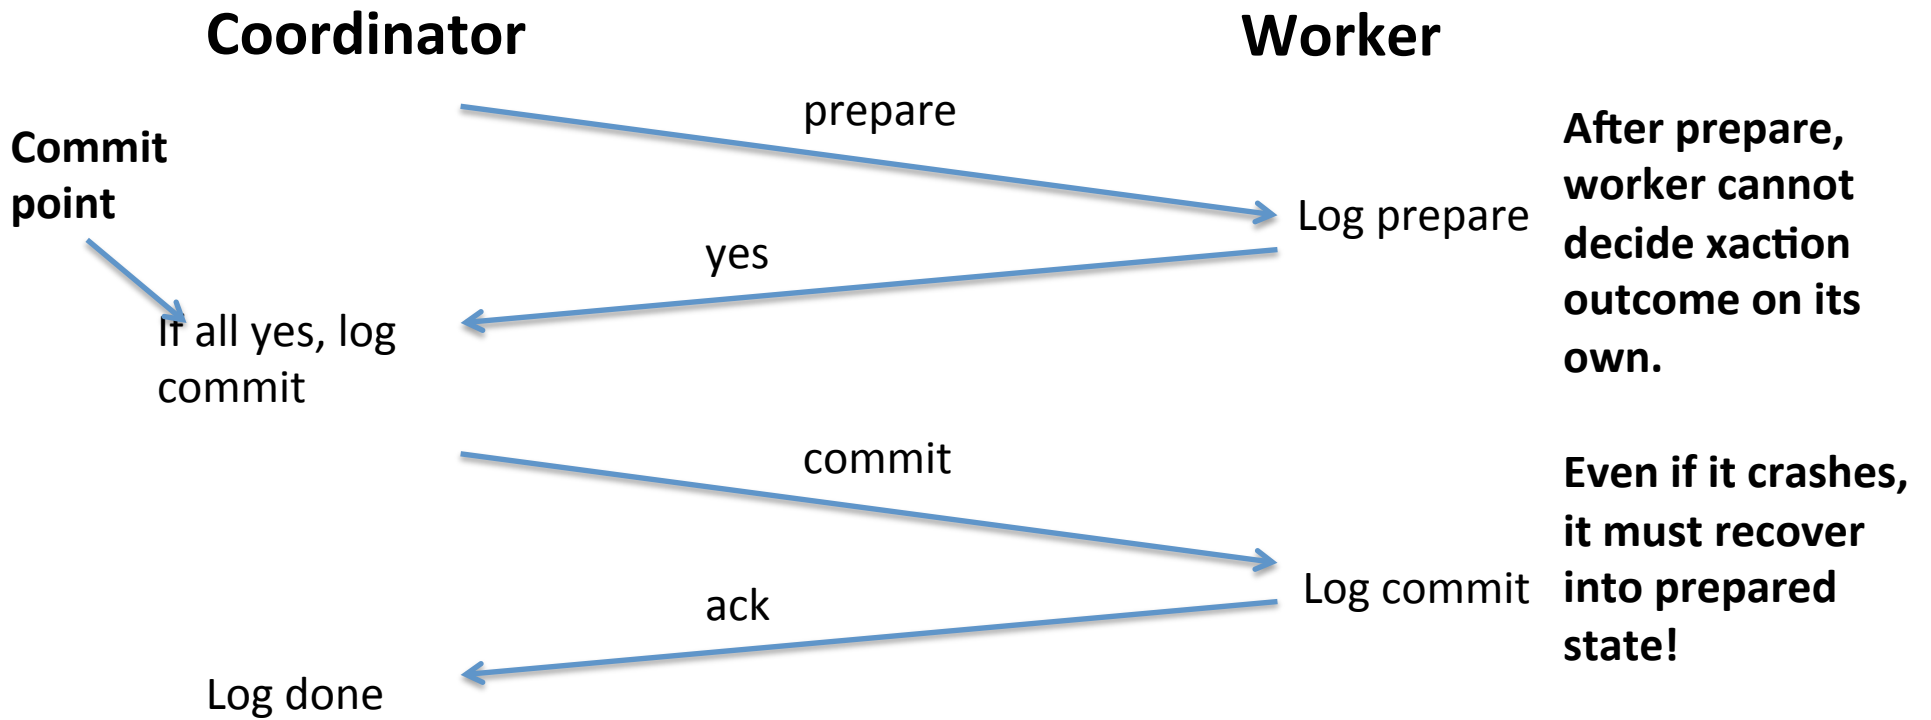 Coordinator
Worker
prepare
Commit
point
After prepare,
worker cannot
decide xaction
outcome on its
own.
Log prepare
yes
If all yes, log
commit
commit
Even if it crashes,
it must recover
into prepared
state!
Log commit
ack
Log done